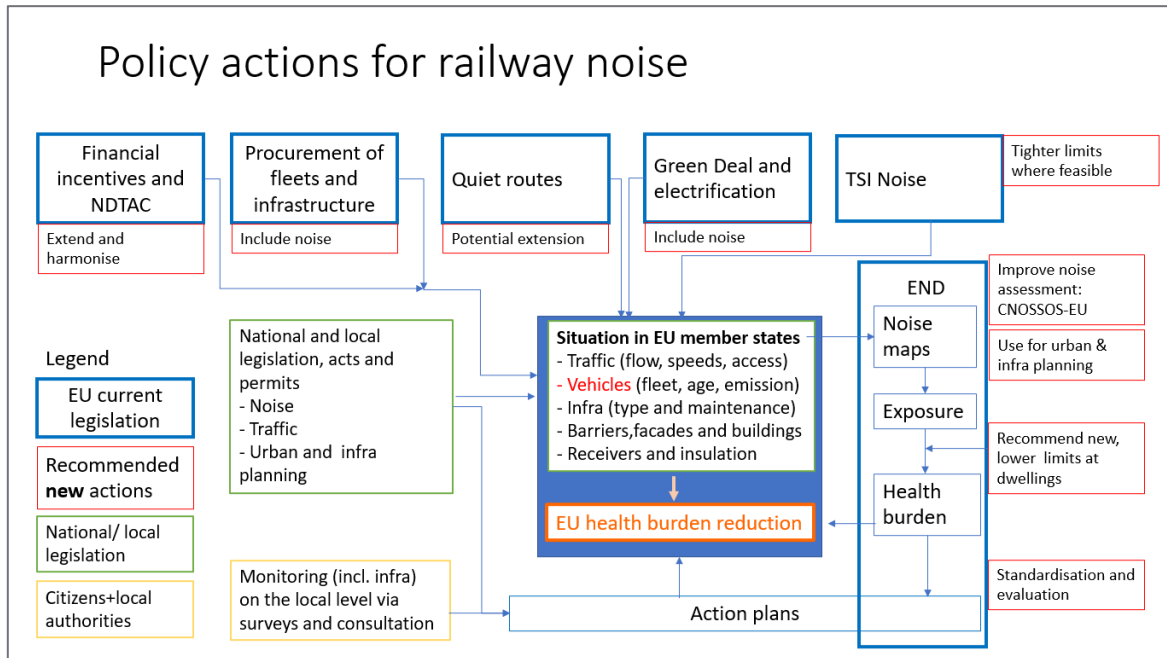 Policy actions for railway noise
Financial
incentives and
NDTAC
Extend and
harmonise
Procurement of
fleets and
infrastructure
Include noise
Quiet routes
Potential extension
Green Deal and
electrification
Include noise
TSI Noise
Tighter limits
where feasible
National and local
legislation, acts and
permits
- Noise
- Traffic
- Urban and infra
planning
Situation in EU member states
- Traffic (flow, speeds, access)
- Vehicles (fleet, age, emission)
- Infra (type and maintenance)
- Barriers,facades and buildings
- Receivers and insulation
EU health burden reduction
END
Noise
maps
Exposure
Health
burden
Improve noise
assessment:
CNOSSOS-EU
Use for urban &
infra planning
Recommend new,
lower limits at
dwellings
Standardisation and
evaluation
Monitoring (incl. infra)
on the local level via
surveys and consultation
Action plans
Legend
EU current
legislation
Recommended
new actions
National/ local
legislation
Citizens+local
authorities